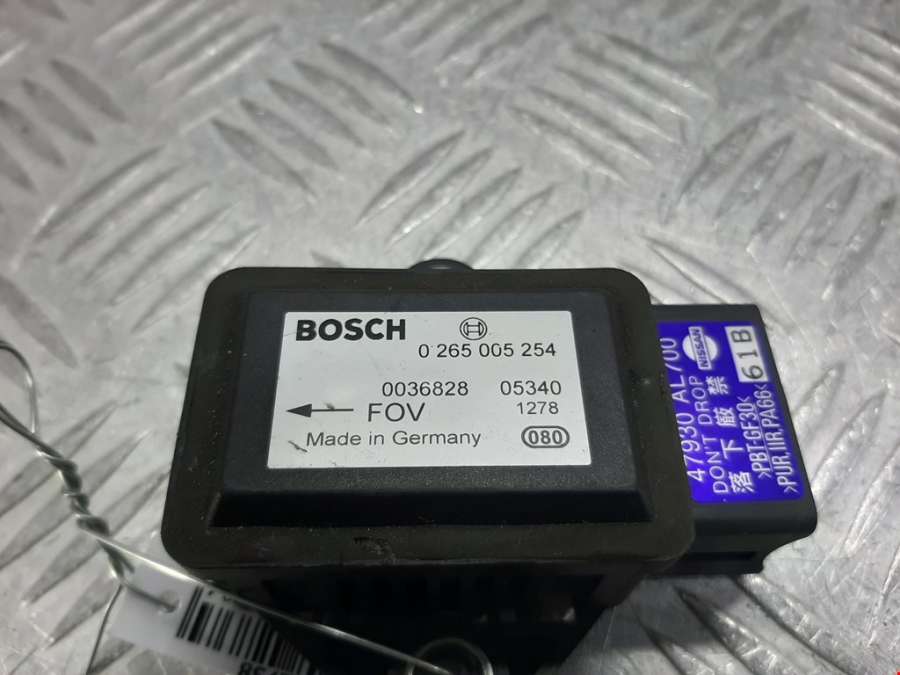 BOSCH
0 265 005 254
0036828 05340
FOV 1278
Made in Germany 080
47930 AL700
NISSAN
DON'T DROP
落下厳禁
61B
>PBT-GF30<
>PUR,IIR,PA66<